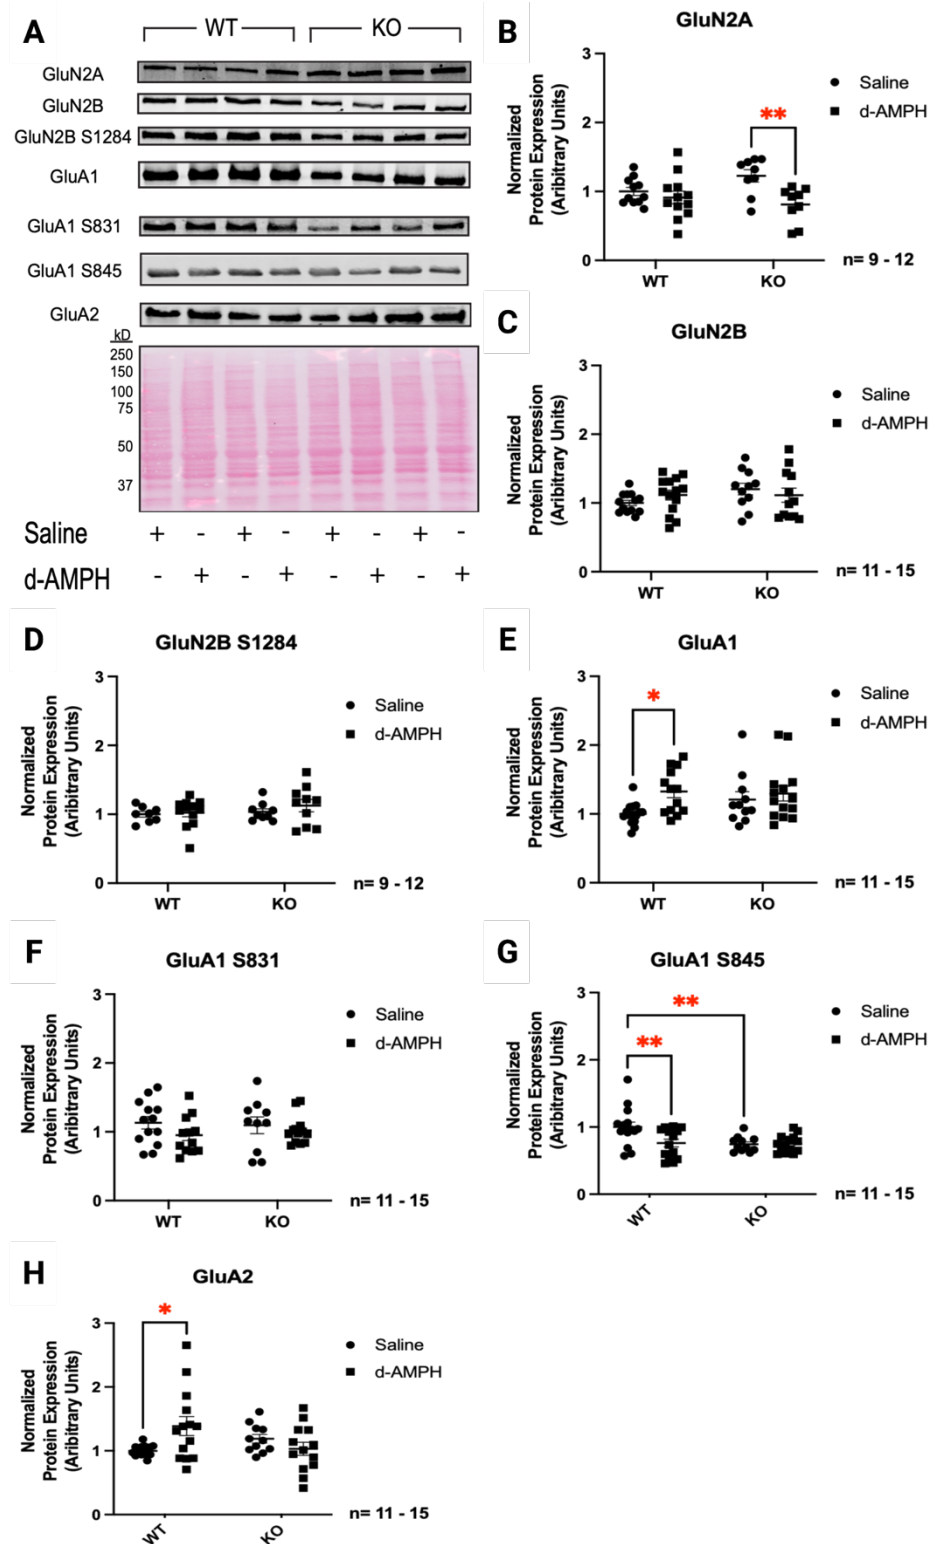 A
WT
KO
GluN2A
GluN2B
GluN2B S1284
GluA1
GluA1 S831
GluA1 S845
GluA2
kD
250
150
100
75
50
37
Saline + - + - + - + -
d-AMPH - + - + - + - +
B
GluN2A
Normalized
Protein Expression
(Aribitrary Units)
3
2
1
0
**
WT
KO
Saline
d-AMPH
n= 9 - 12
C
GluN2B
Normalized
Protein Expression
(Aribitrary Units)
3
2
1
0
WT
KO
Saline
d-AMPH
n= 11 - 15
D
GluN2B S1284
Normalized
Protein Expression
(Aribitrary Units)
3
2
1
0
WT
KO
Saline
d-AMPH
n= 9 - 12
E
GluA1
Normalized
Protein Expression
(Aribitrary Units)
3
2
1
0
*
WT
KO
Saline
d-AMPH
n= 11 - 15
F
GluA1 S831
Normalized
Protein Expression
(Aribitrary Units)
3
2
1
0
WT
KO
Saline
d-AMPH
n= 11 - 15
G
GluA1 S845
Normalized
Protein Expression
(Aribitrary Units)
3
2
1
0
**
**
WT
KO
Saline
d-AMPH
n= 11 - 15
H
GluA2
Normalized
Protein Expression
(Aribitrary Units)
3
2
1
0
*
WT
KO
Saline
d-AMPH
n= 11 - 15